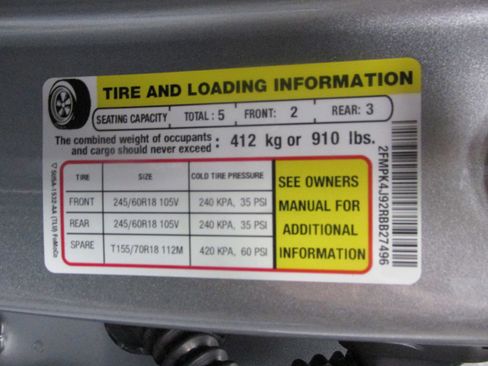 TIRE AND LOADING INFORMATION
SEATING CAPACITY TOTAL: 5 FRONT: 2 REAR: 3
The combined weight of occupants and cargo should never exceed: 412 kg or 910 lbs.
TIRE SIZE COLD TIRE PRESSURE
FRONT 245/60R18 105V 240 KPA, 35 PSI
REAR 245/60R18 105V 240 KPA, 35 PSI
SPARE T155/70R18 112M 420 KPA, 60 PSI
SEE OWNERS
MANUAL FOR
ADDITIONAL
INFORMATION
2FMPK4J92RBB27496